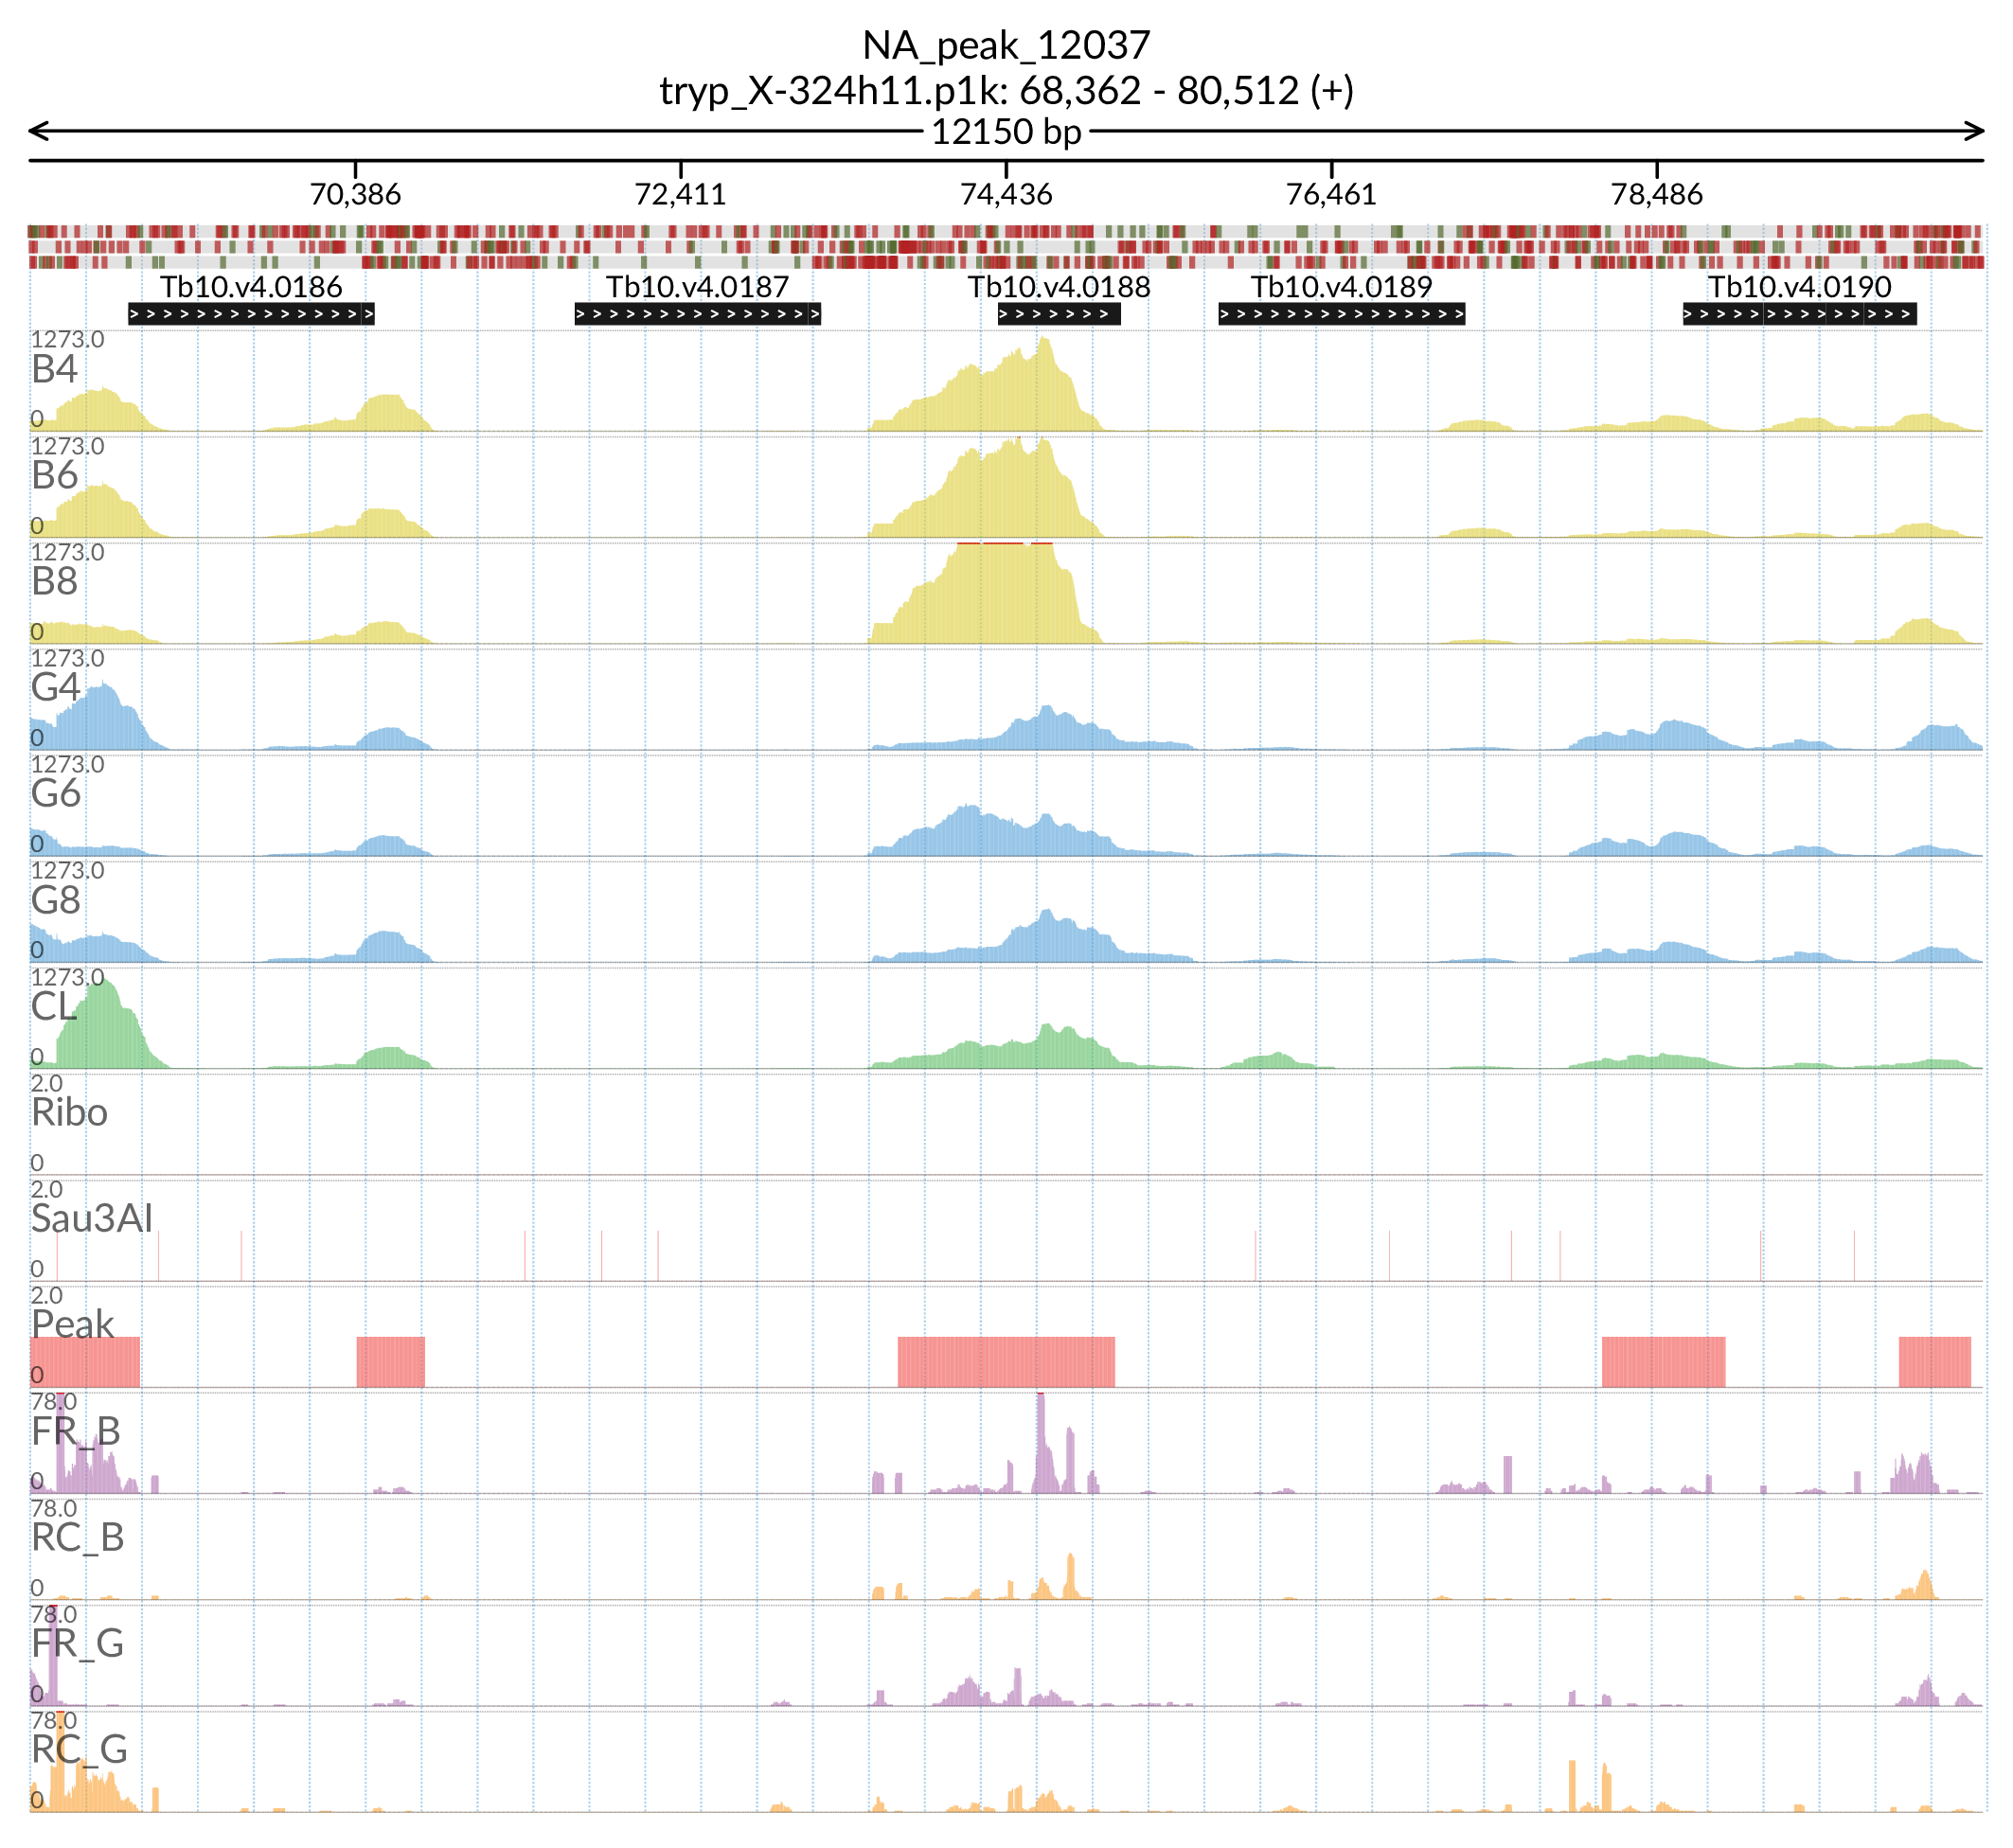 NA_peak_12037
tryp_X-324h11.p1k: 68,362 - 80,512 (+)
12150 bp
70,386 72,411 74,436 76,461 78,486
Tb10.v4.0186 Tb10.v4.0187 Tb10.v4.0188 Tb10.v4.0189 Tb10.v4.0190
1273.0
B4
0
1273.0
B6
0
1273.0
B8
0
1273.0
G4
0
1273.0
G6
0
1273.0
G8
0
1273.0
CL
0
2.0
Ribo
0
2.0
Sau3AI
0
2.0
Peak
0
78.0
FR_B
0
78.0
RC_B
0
78.0
FR_G
0
78.0
RC_G
0